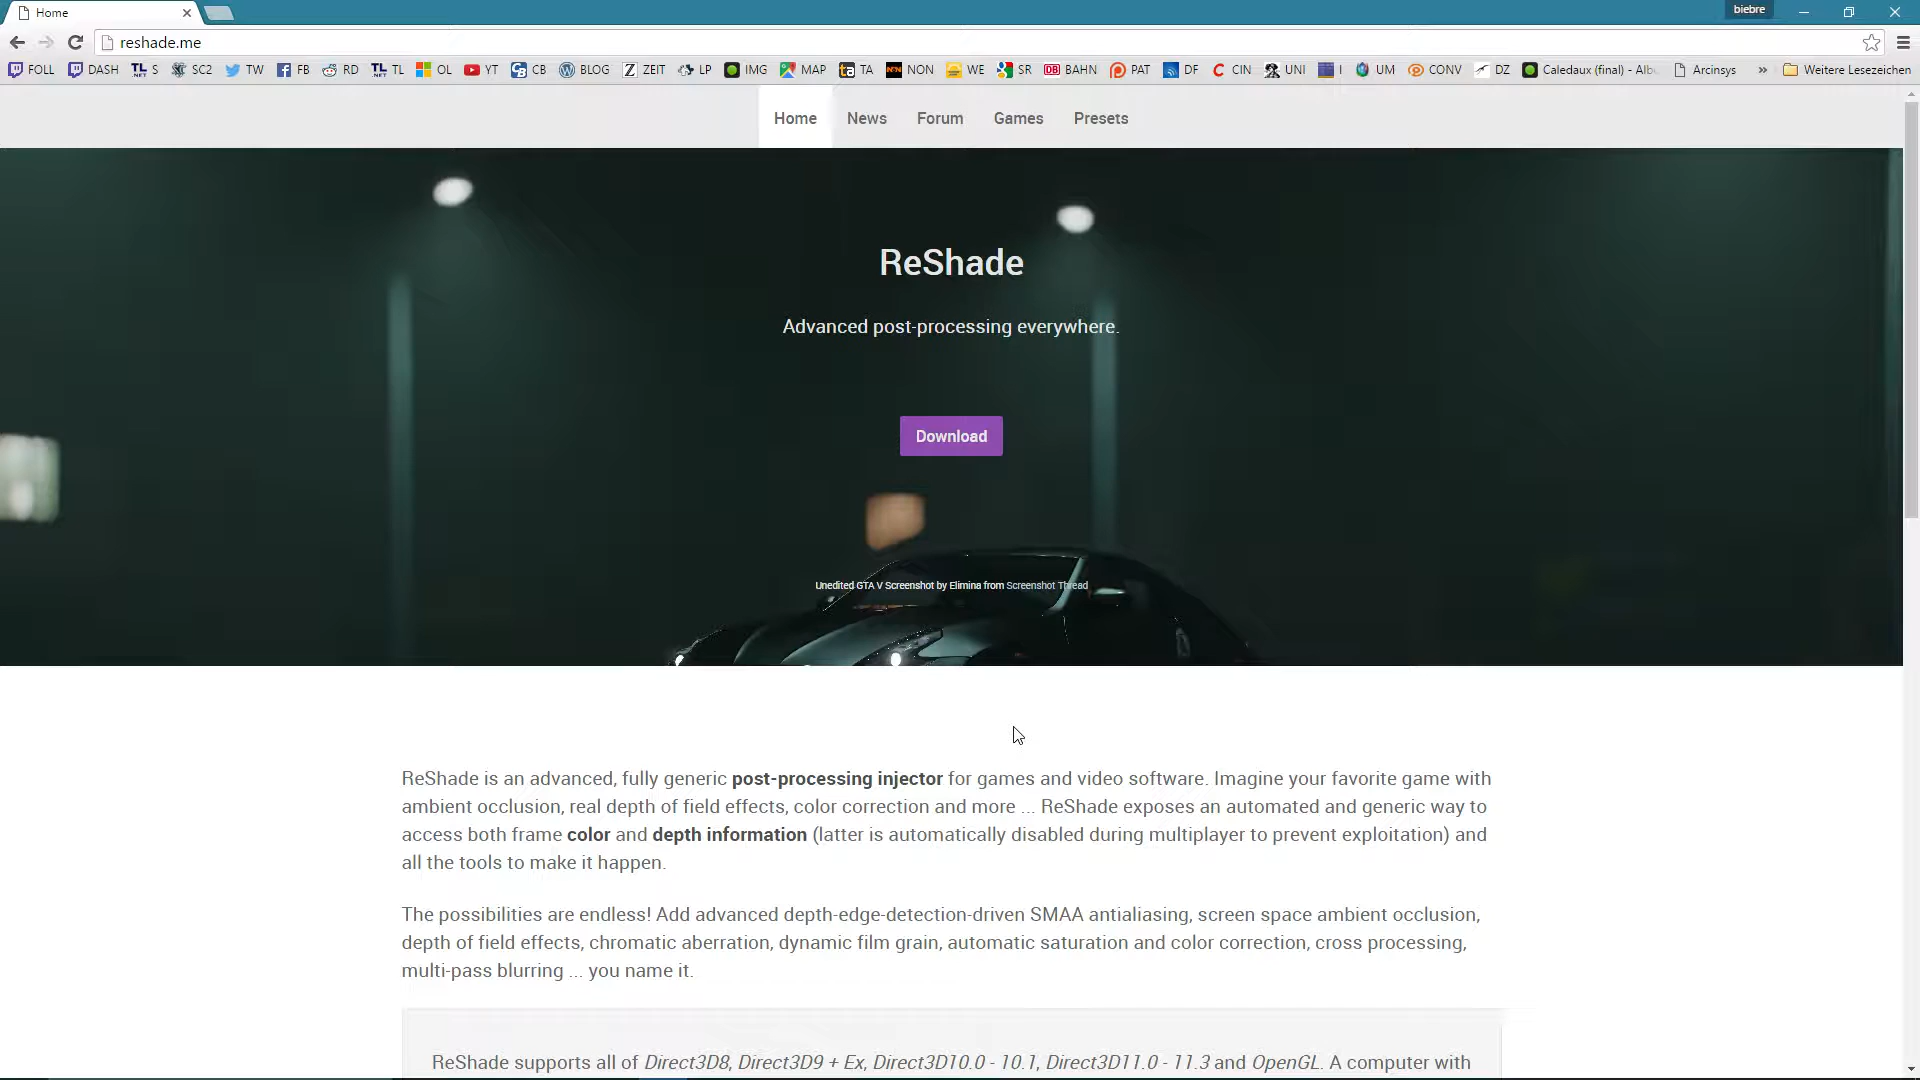 Home
biebre
reshade.me
FOLL DASH S SC2 TW FB RD TL OL YT CB BLOG ZEIT LP IMG MAP TA NON WE SR BAHN PAT DF CIN UNI I UM CONV DZ Caledaux (final) - Alb Arcinsys » Weitere Lesezeichen
Home News Forum Games Presets
ReShade
Advanced post-processing everywhere.
Download
Unedited GTA V Screenshot by Elimina from Screenshot Thread
ReShade is an advanced, fully generic post-processing injector for games and video software. Imagine your favorite game with
ambient occlusion, real depth of field effects, color correction and more ... ReShade exposes an automated and generic way to
access both frame color and depth information (latter is automatically disabled during multiplayer to prevent exploitation) and
all the tools to make it happen.
The possibilities are endless! Add advanced depth-edge-detection-driven SMAA antialiasing, screen space ambient occlusion,
depth of field effects, chromatic aberration, dynamic film grain, automatic saturation and color correction, cross processing,
multi-pass blurring ... you name it.
ReShade supports all of Direct3D8, Direct3D9 + Ex, Direct3D10.0 - 10.1, Direct3D11.0 - 11.3 and OpenGL. A computer with